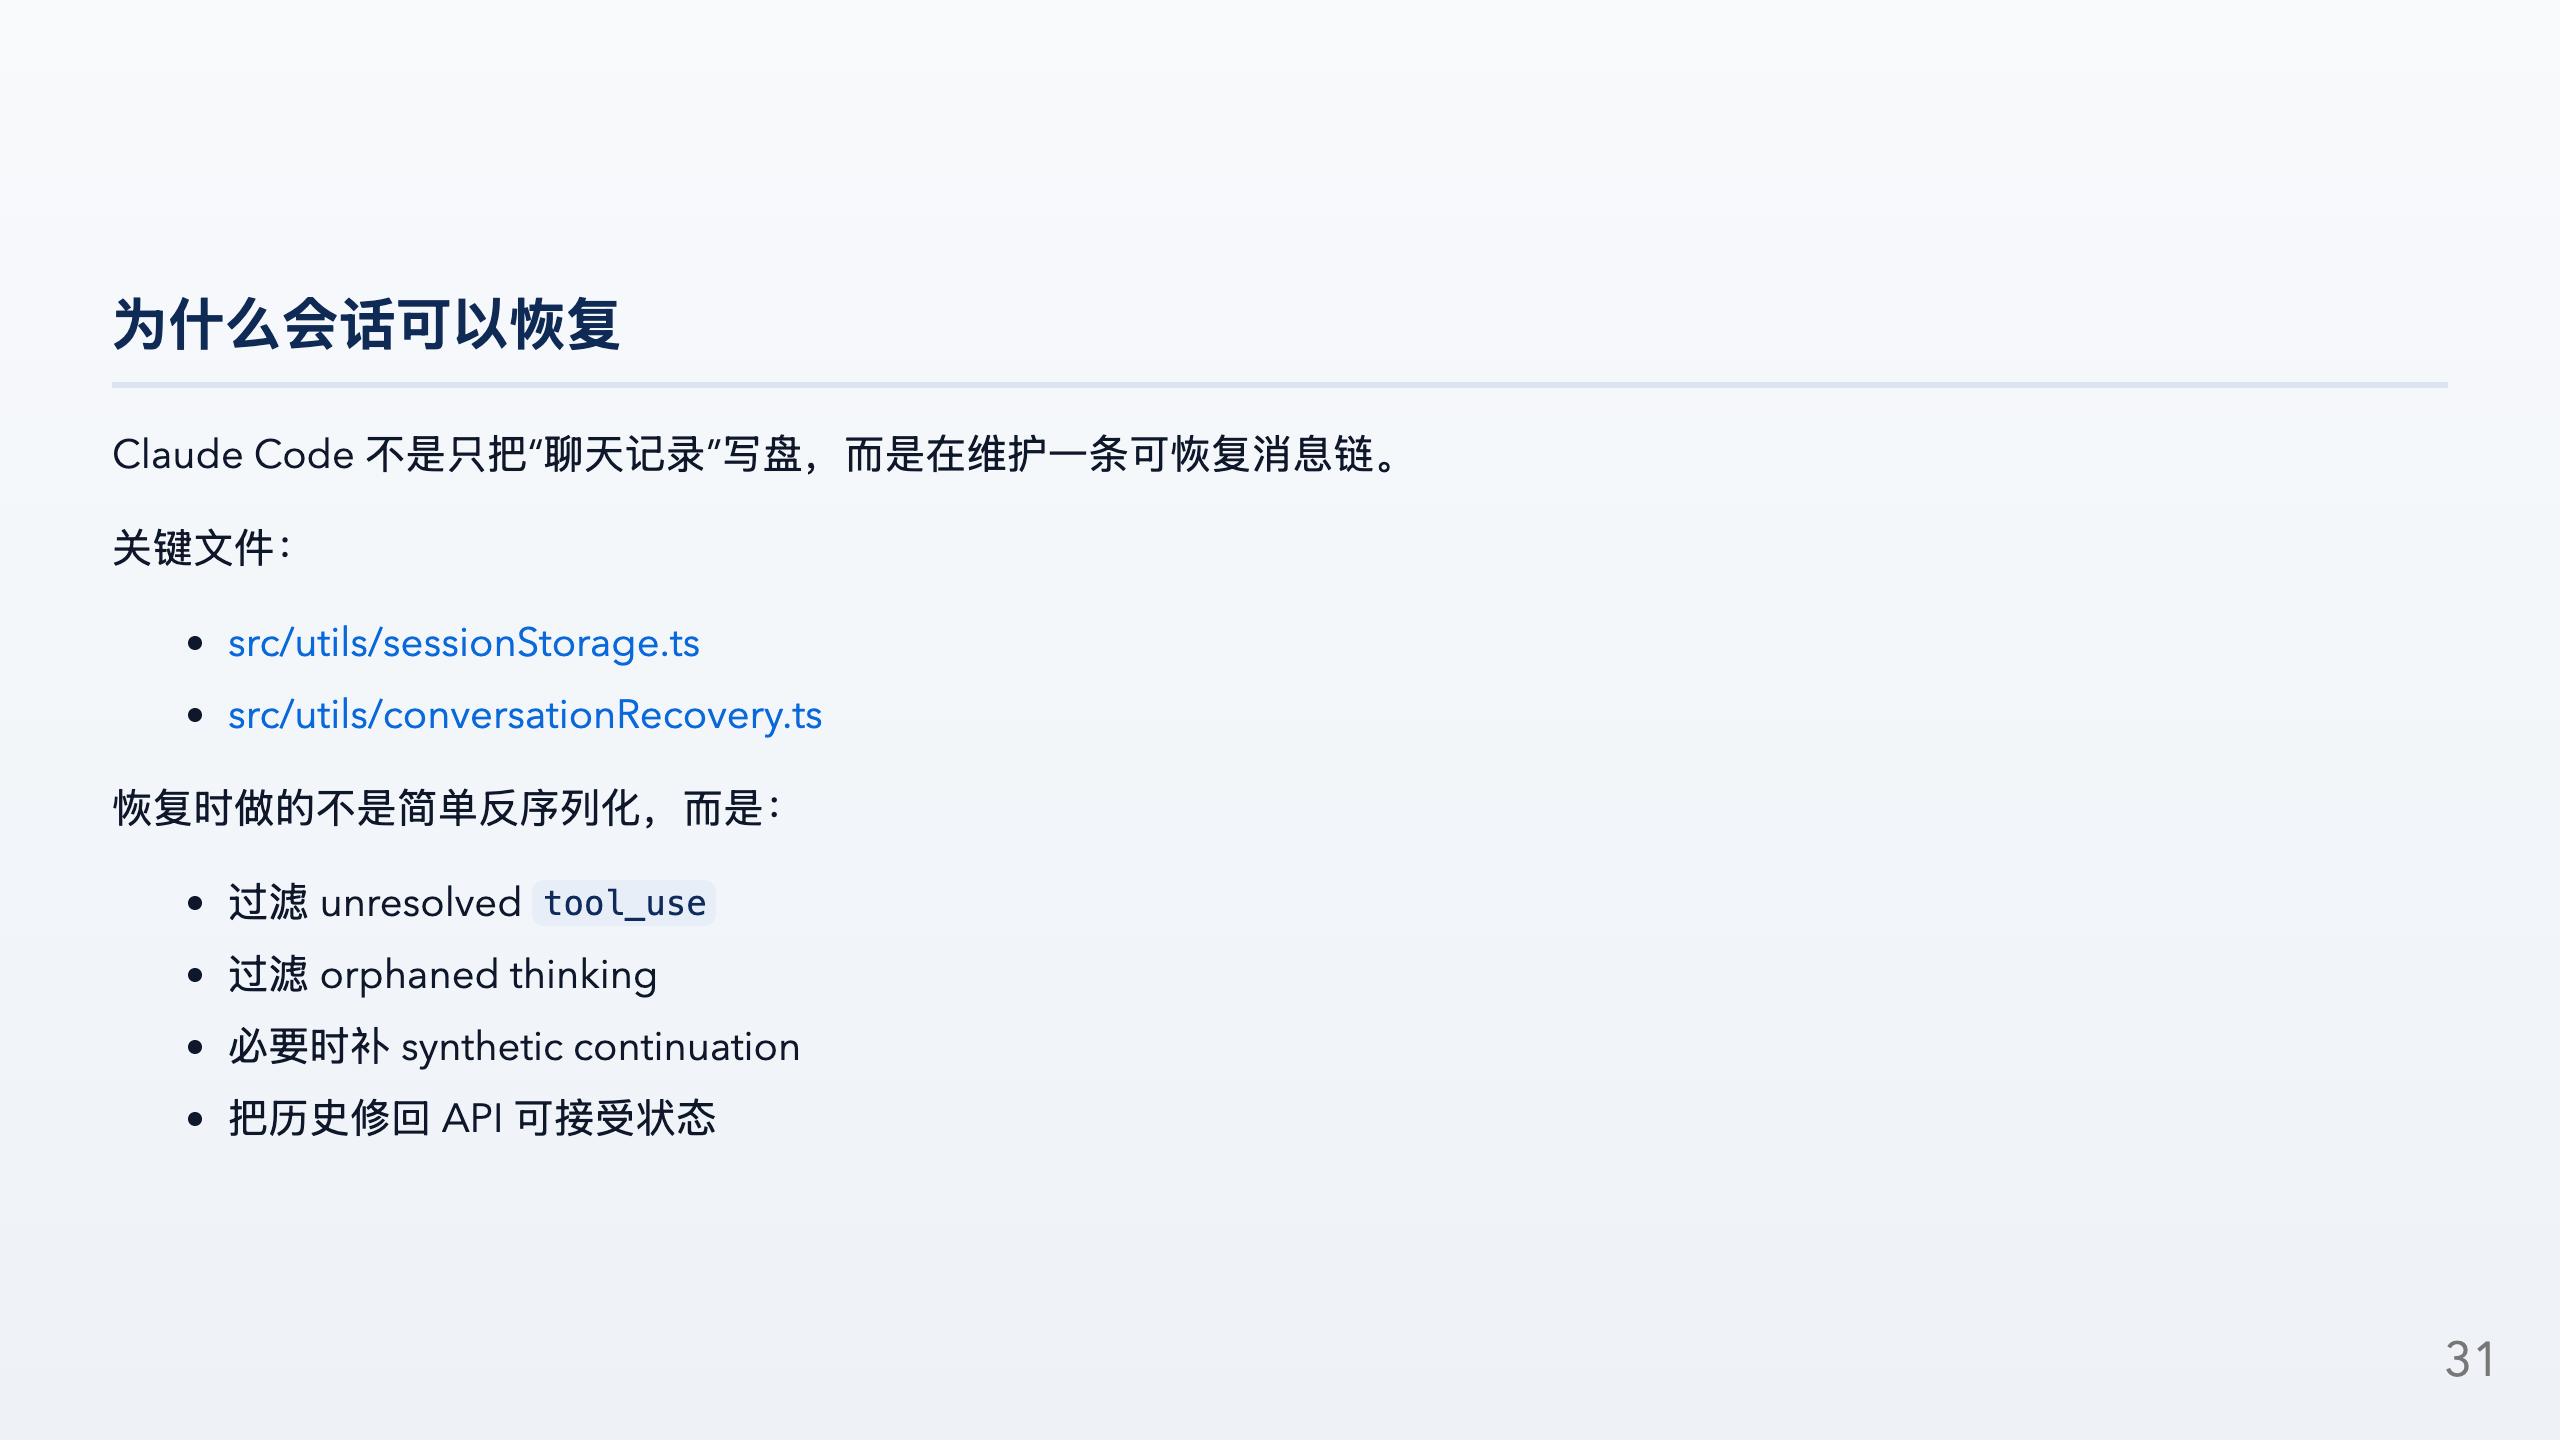 为什么会话可以恢复
Claude Code 不是只把“聊天记录”写盘，而是在维护一条可恢复消息链。
关键文件：
• src/utils/sessionStorage.ts
• src/utils/conversationRecovery.ts
恢复时做的不是简单反序列化，而是：
• 过滤 unresolved tool_use
• 过滤 orphaned thinking
• 必要时补 synthetic continuation
• 把历史修回 API 可接受状态
31